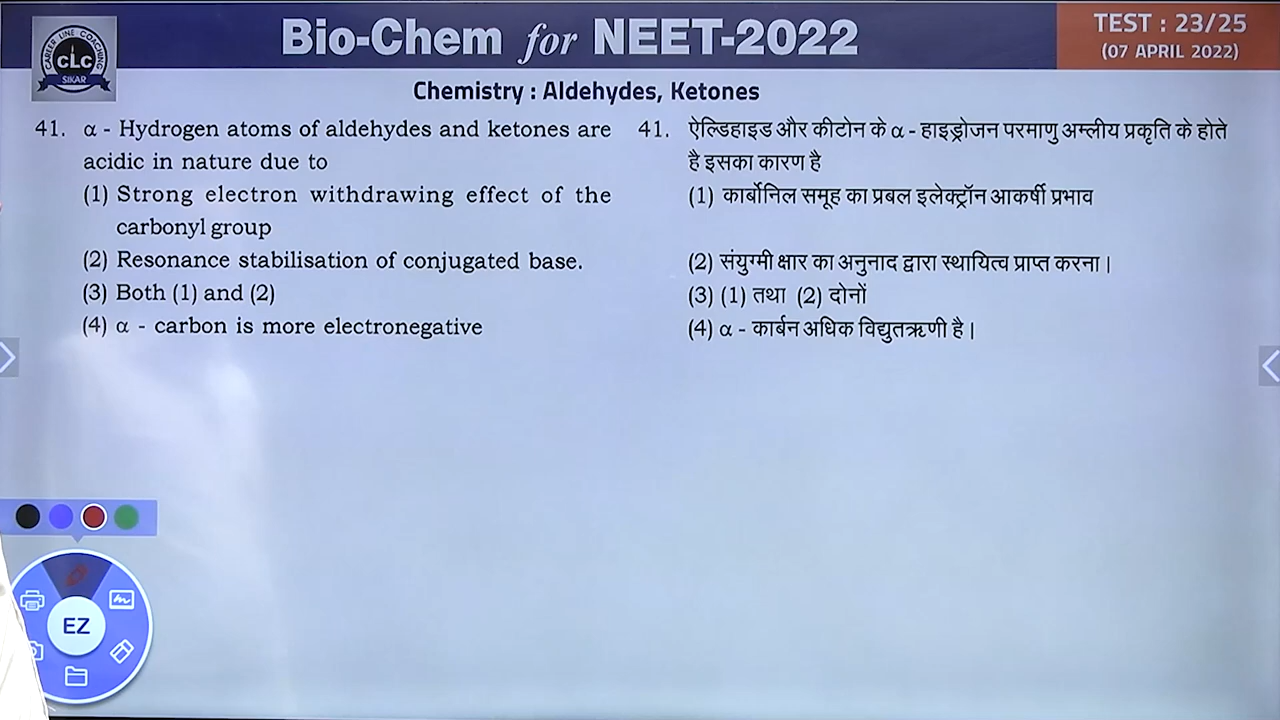 Bio-Chem for NEET-2022
TEST : 23/25
(07 APRIL 2022)
CAREER LINE COACHING
CLC
SIKAR
Chemistry : Aldehydes, Ketones
41. α - Hydrogen atoms of aldehydes and ketones are
acidic in nature due to
(1) Strong electron withdrawing effect of the
carbonyl group
(2) Resonance stabilisation of conjugated base.
(3) Both (1) and (2)
(4) α - carbon is more electronegative
41. ऐल्डिहाइड और कीटोन के α - हाइड्रोजन परमाणु अम्लीय प्रकृति के होते
है इसका कारण है
(1) कार्बोनिल समूह का प्रबल इलेक्ट्रॉन आकर्षी प्रभाव
(2) संयुग्मी क्षार का अनुनाद द्वारा स्थायित्व प्राप्त करना।
(3) (1) तथा (2) दोनों
(4) α - कार्बन अधिक विद्युतऋणी है।
EZ